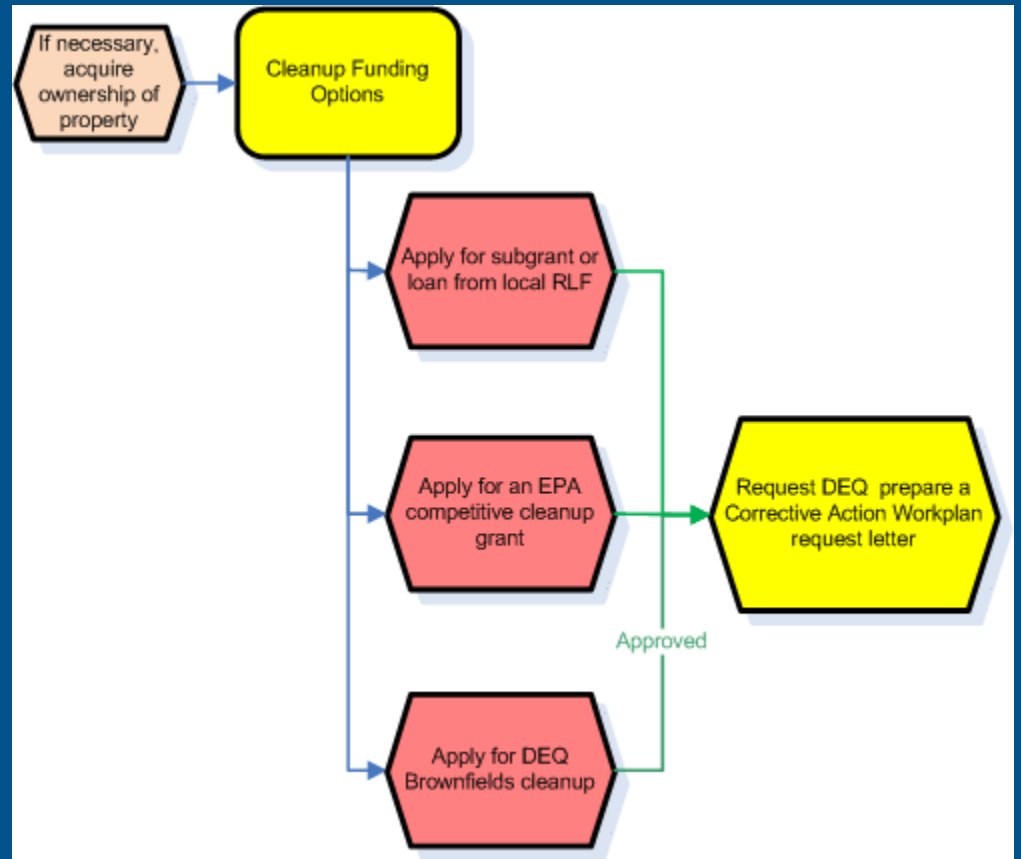 If necessary,
acquire
ownership of
property
Cleanup Funding
Options
Apply for subgrant or
loan from local RLF
Apply for an EPA
competitive cleanup
grant
Request DEQ  prepare a
Corrective Action Workplan
request letter
Approved
Apply for DEQ
Brownfields cleanup